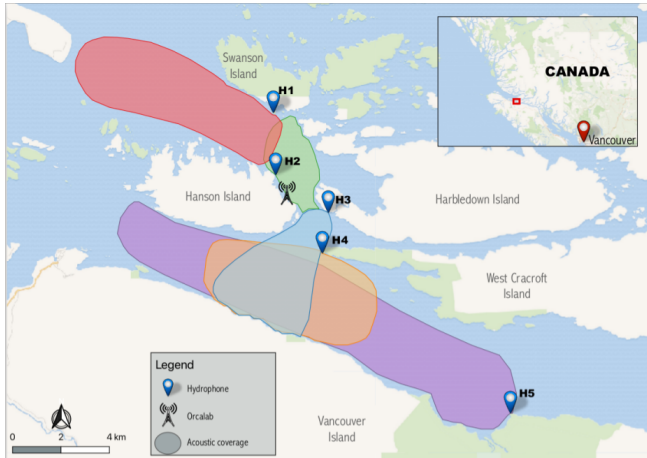 Swanson
Island
CANADA
Vancouver
H1
H2
Hanson Island
H3
Harbledown Island
H4
West Cracroft
Island
Legend
Hydrophone
Orcalab
Acoustic coverage
H5
Vancouver
Island
0 2 4 km